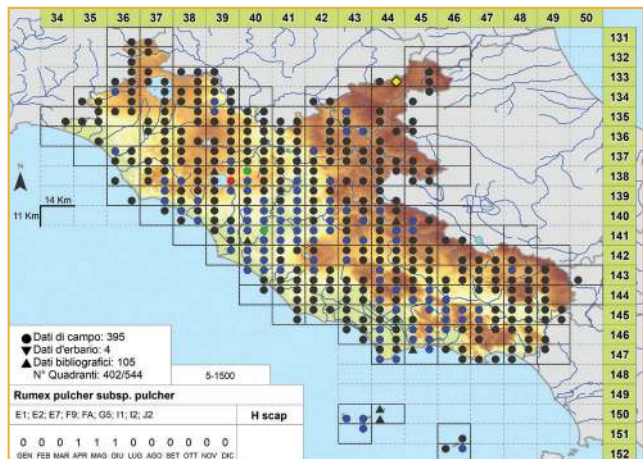 34 35 36 37 38 39 40 41 42 43 44 45 46 47 48 49 50
131
132
133
134
135
136
137
N
138
14 Km
139
11 Km
140
141
142
143
144
145
Dati di campo: 395
Dati d'erbario: 4
146
Dati bibliografici: 105
147
N° Quadranti: 402/544
5-1500
Rumex pulcher subsp. pulcher
150
E1; E2; E7; F9; FA; G5; I1; I2; J2
H scap
151
0 0 0 1 1 1 0 0 0 0 0 0
GEN FEB MAR APR MAG GIU LUG AGO SET OTT NOV DIC
152